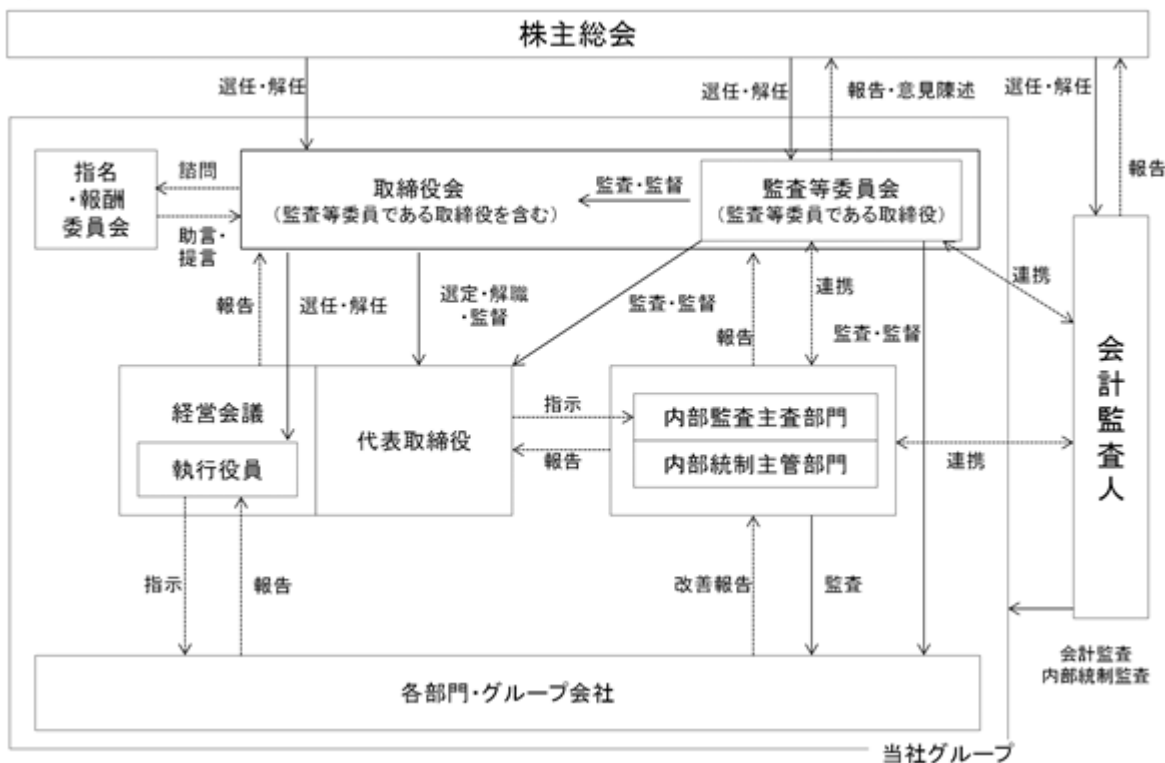 株主総会
選任・解任
選任・解任
報告・意見陳述
選任・解任
報告
指名
・報酬
委員会
諮問
助言・
提言
取締役会
(監査等委員である取締役を含む)
監査・監督
監査等委員会
(監査等委員である取締役)
報告
選任・解任
選定・解職
・監督
監査・監督
報告
連携
監査・監督
連携
会計監査人
経営会議
執行役員
代表取締役
指示
報告
内部監査主査部門
内部統制主管部門
連携
指示
報告
改善報告
監査
会計監査
内部統制監査
各部門・グループ会社
当社グループ